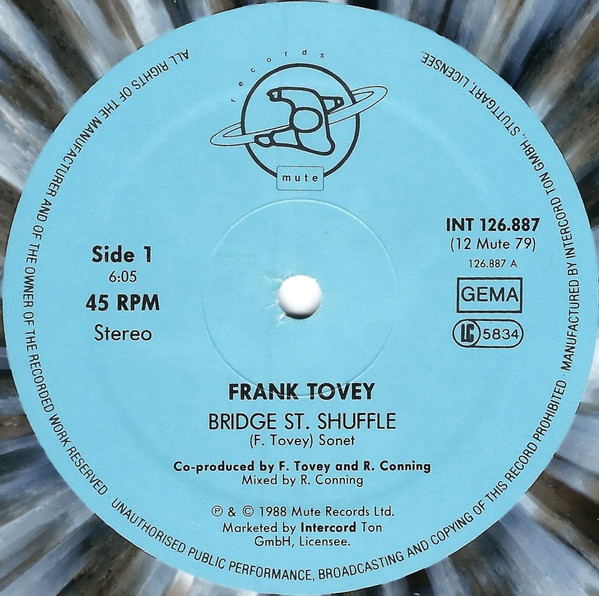 records
mute
Side 1
6:05
45 RPM
Stereo
INT 126.887
(12 Mute 79)
126.887 A
GEMA
LC 5834
FRANK TOVEY
BRIDGE ST. SHUFFLE
(F. Tovey) Sonet
Co-produced by F. Tovey and R. Conning
Mixed by R. Conning
℗ & © 1988 Mute Records Ltd.
Marketed by Intercord Ton
GmbH, Licensee.
ALL RIGHTS OF THE MANUFACTURER AND OF THE OWNER OF THE RECORDED WORK RESERVED · UNAUTHORISED PUBLIC PERFORMANCE, BROADCASTING AND COPYING OF THIS RECORD PROHIBITED · MANUFACTURED BY INTERCORD TON GMBH., STUTTGART, LICENSEE.